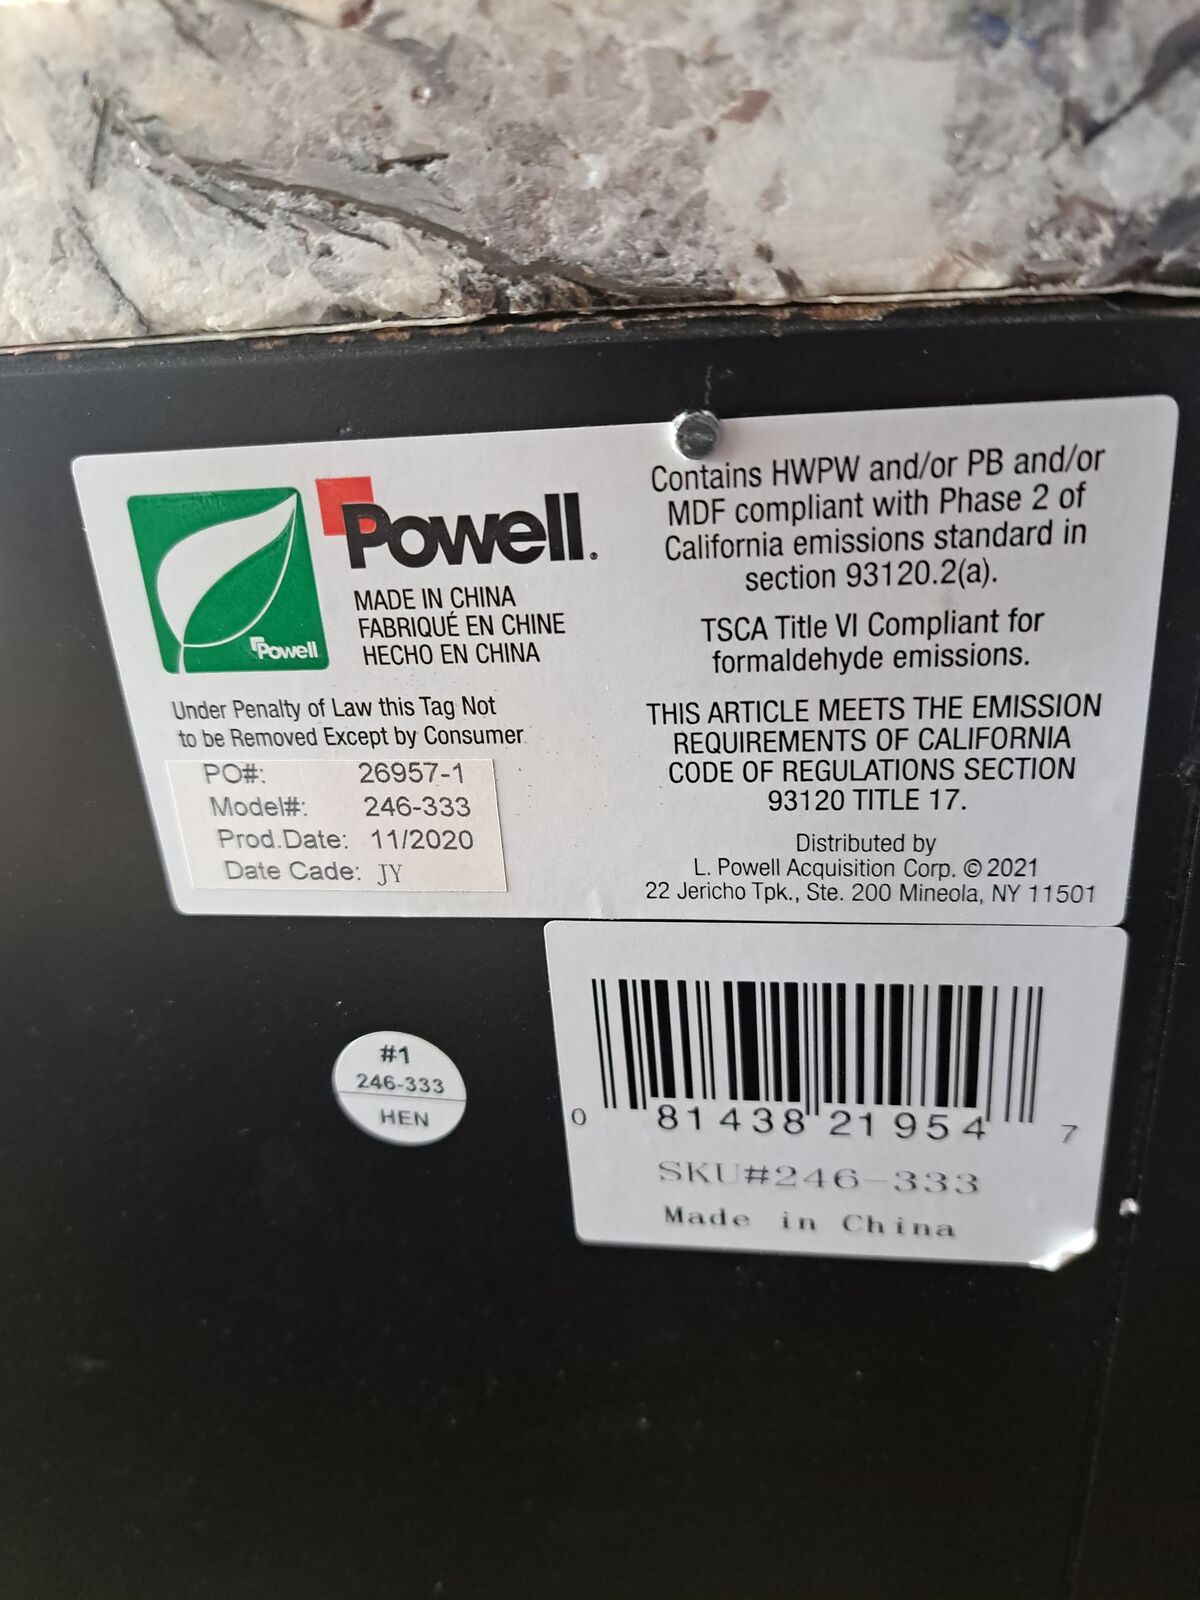 Powell
Powell.
MADE IN CHINA
FABRIQUÉ EN CHINE
HECHO EN CHINA
Under Penalty of Law this Tag Not
to be Removed Except by Consumer
PO#: 26957-1
Model#: 246-333
Prod.Date: 11/2020
Date Cade: JY
Contains HWPW and/or PB and/or
MDF compliant with Phase 2 of
California emissions standard in
section 93120.2(a).
TSCA Title VI Compliant for
formaldehyde emissions.
THIS ARTICLE MEETS THE EMISSION
REQUIREMENTS OF CALIFORNIA
CODE OF REGULATIONS SECTION
93120 TITLE 17.
Distributed by
L. Powell Acquisition Corp. © 2021
22 Jericho Tpk., Ste. 200 Mineola, NY 11501
#1
246-333
HEN
0 81438 21954 7
SKU#246-333
Made in China